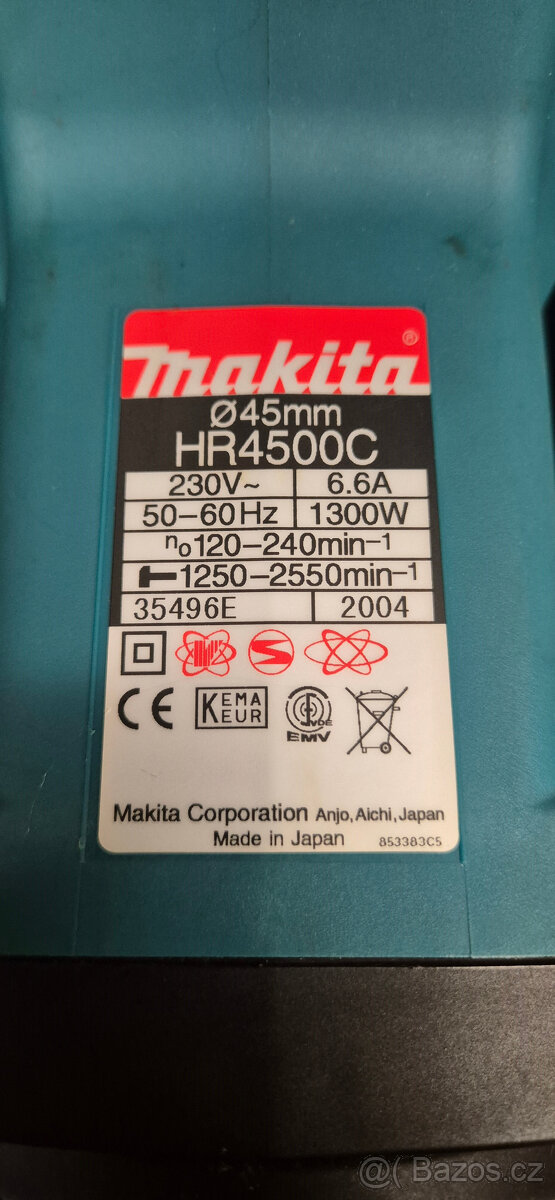 makita®
Ø45mm
HR4500C
230V~ 6.6A
50-60Hz 1300W
n₀120-240min⁻¹
1250-2550min⁻¹
35496E 2004
CE KEMA KEUR VDE EMV
Makita Corporation Anjo, Aichi, Japan
Made in Japan 853383C5
@( Bazos.cz